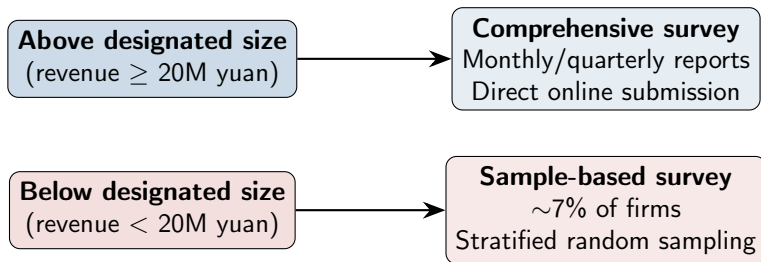 Above designated size
(revenue ≥ 20M yuan)
Comprehensive survey
Monthly/quarterly reports
Direct online submission
Below designated size
(revenue < 20M yuan)
Sample-based survey
∼7% of firms
Stratified random sampling